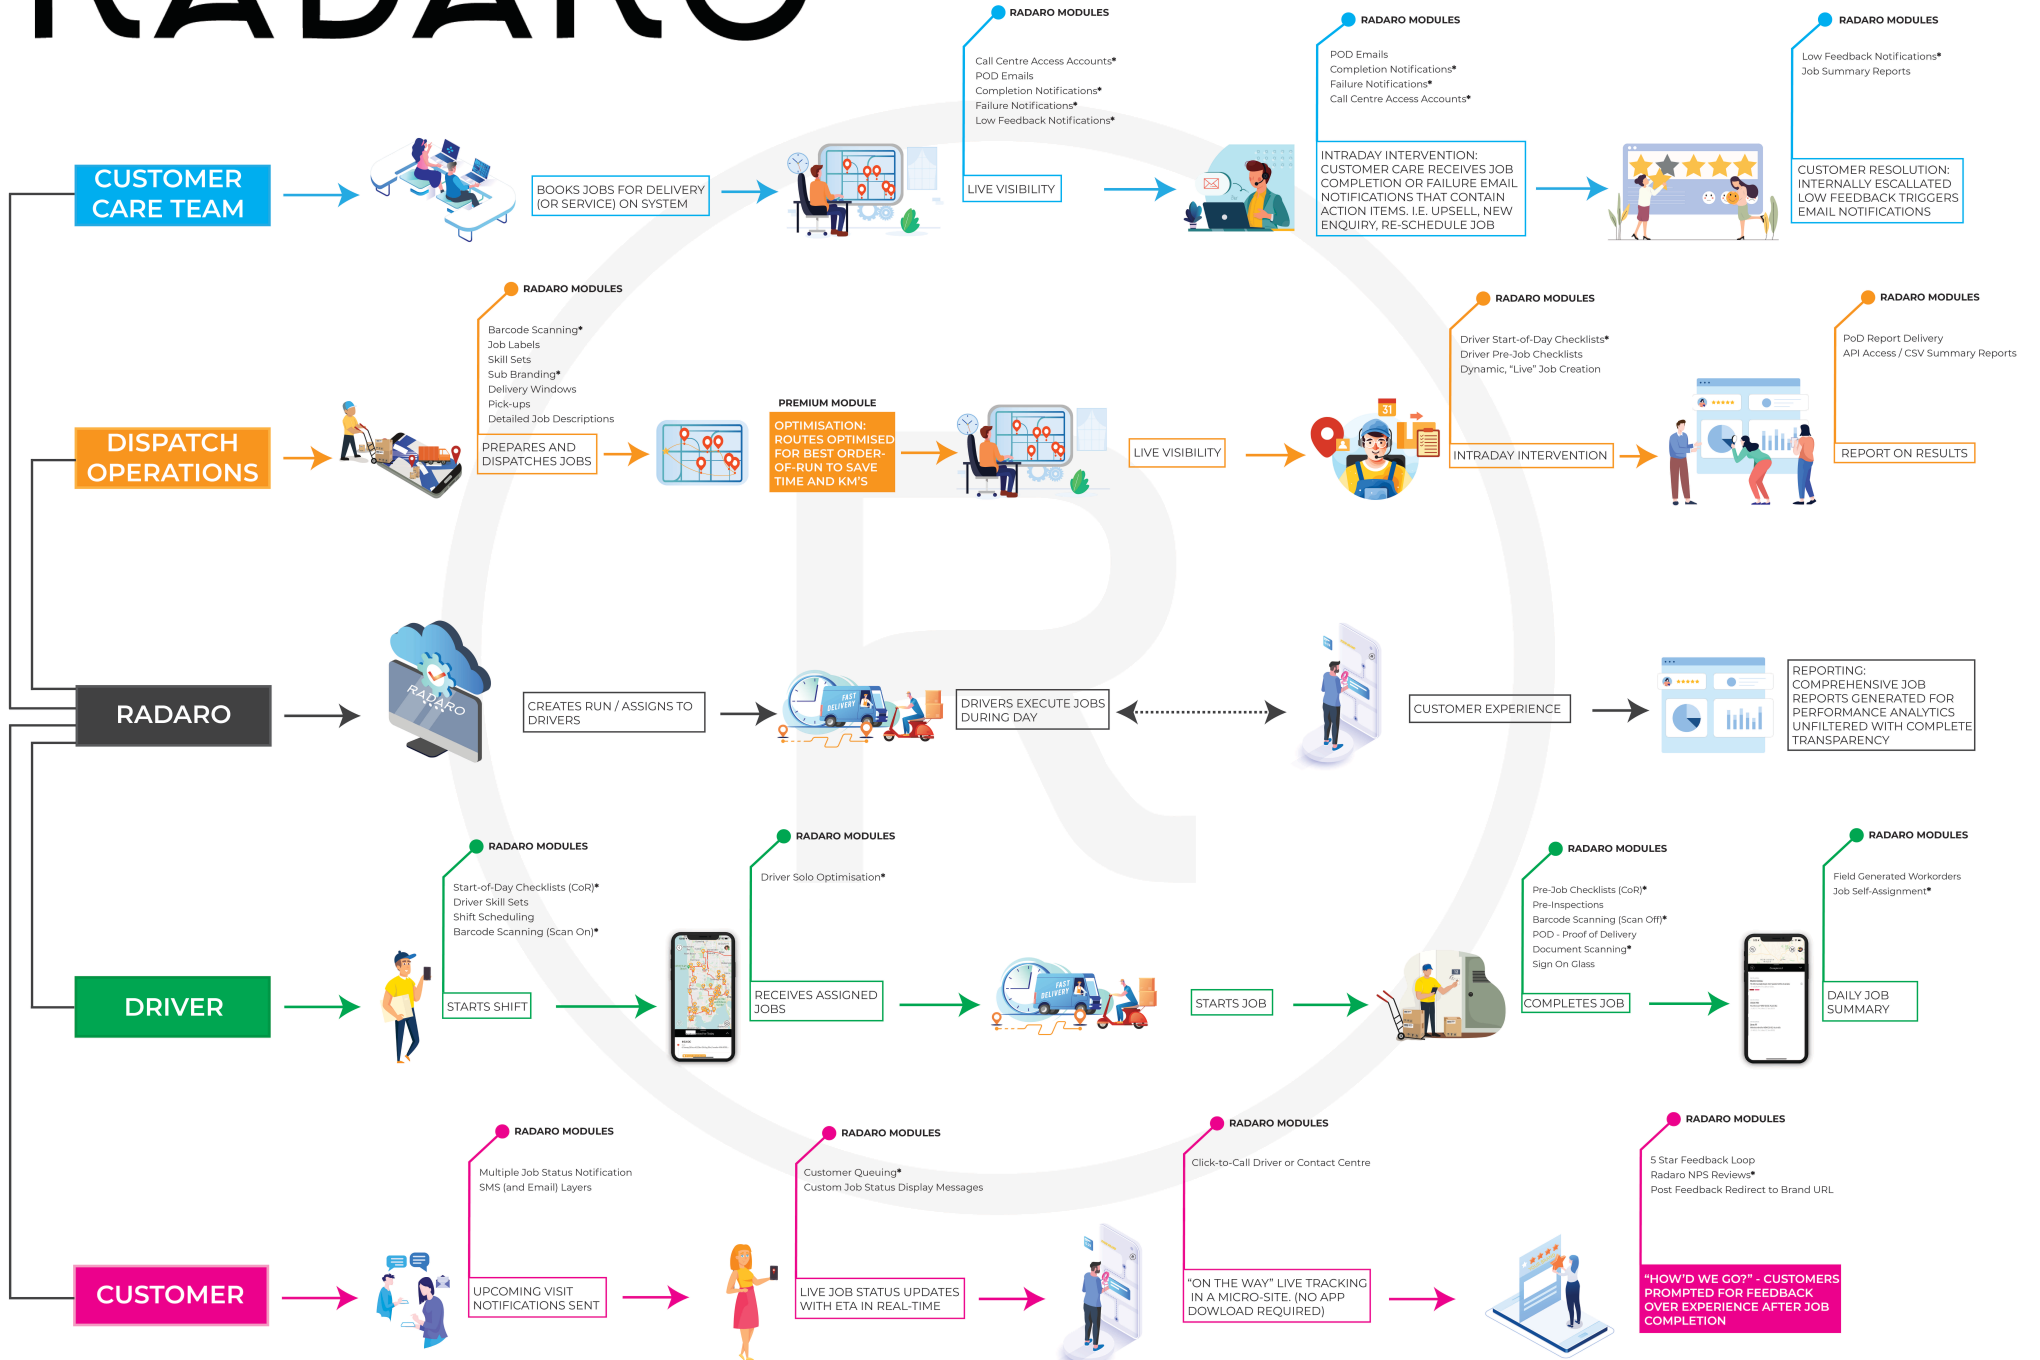 RADARO
RADARO MODULES
Call Centre Access Accounts*
POD Emails
Completion Notifications*
Failure Notifications*
Low Feedback Notifications*
RADARO MODULES
POD Emails
Completion Notifications*
Failure Notifications*
Call Centre Access Accounts*
RADARO MODULES
Low Feedback Notifications*
Job Summary Reports
CUSTOMER
CARE TEAM
BOOKS JOBS FOR DELIVERY
(OR SERVICE) ON SYSTEM
LIVE VISIBILITY
INTRADAY INTERVENTION:
CUSTOMER CARE RECEIVES JOB
COMPLETION OR FAILURE EMAIL
NOTIFICATIONS THAT CONTAIN
ACTION ITEMS. I.E. UPSELL, NEW
ENQUIRY, RE-SCHEDULE JOB
CUSTOMER RESOLUTION:
INTERNALLY ESCALLATED
LOW FEEDBACK TRIGGERS
EMAIL NOTIFICATIONS
RADARO MODULES
Barcode Scanning*
Job Labels
Skill Sets
Sub Branding*
Delivery Windows
Pick-ups
Detailed Job Descriptions
RADARO MODULES
Driver Start-of-Day Checklists*
Driver Pre-Job Checklists
Dynamic, "Live" Job Creation
RADARO MODULES
PoD Report Delivery
API Access / CSV Summary Reports
DISPATCH
OPERATIONS
PREPARES AND
DISPATCHES JOBS
PREMIUM MODULE
OPTIMISATION:
ROUTES OPTIMISED
FOR BEST ORDER-
OF-RUN TO SAVE
TIME AND KM'S
LIVE VISIBILITY
31
INTRADAY INTERVENTION
REPORT ON RESULTS
R
RADARO
RADARO
CREATES RUN / ASSIGNS TO
DRIVERS
FAST
DELIVERY
DRIVERS EXECUTE JOBS
DURING DAY
CUSTOMER EXPERIENCE
REPORTING:
COMPREHENSIVE JOB
REPORTS GENERATED FOR
PERFORMANCE ANALYTICS
UNFILTERED WITH COMPLETE
TRANSPARENCY
RADARO MODULES
Start-of-Day Checklists (CoR)*
Driver Skill Sets
Shift Scheduling
Barcode Scanning (Scan On)*
RADARO MODULES
Driver Solo Optimisation*
RADARO MODULES
Pre-Job Checklists (CoR)*
Pre-Inspections
Barcode Scanning (Scan Off)*
POD - Proof of Delivery
Document Scanning*
Sign On Glass
RADARO MODULES
Field Generated Workorders
Job Self-Assignment*
DRIVER
STARTS SHIFT
RECEIVES ASSIGNED
JOBS
FAST
DELIVERY
STARTS JOB
COMPLETES JOB
DAILY JOB
SUMMARY
RADARO MODULES
Multiple Job Status Notification
SMS (and Email) Layers
RADARO MODULES
Customer Queuing*
Custom Job Status Display Messages
RADARO MODULES
Click-to-Call Driver or Contact Centre
RADARO MODULES
5 Star Feedback Loop
Radaro NPS Reviews*
Post Feedback Redirect to Brand URL
CUSTOMER
UPCOMING VISIT
NOTIFICATIONS SENT
LIVE JOB STATUS UPDATES
WITH ETA IN REAL-TIME
"ON THE WAY" LIVE TRACKING
IN A MICRO-SITE. (NO APP
DOWLOAD REQUIRED)
"HOW'D WE GO?" - CUSTOMERS
PROMPTED FOR FEEDBACK
OVER EXPERIENCE AFTER JOB
COMPLETION